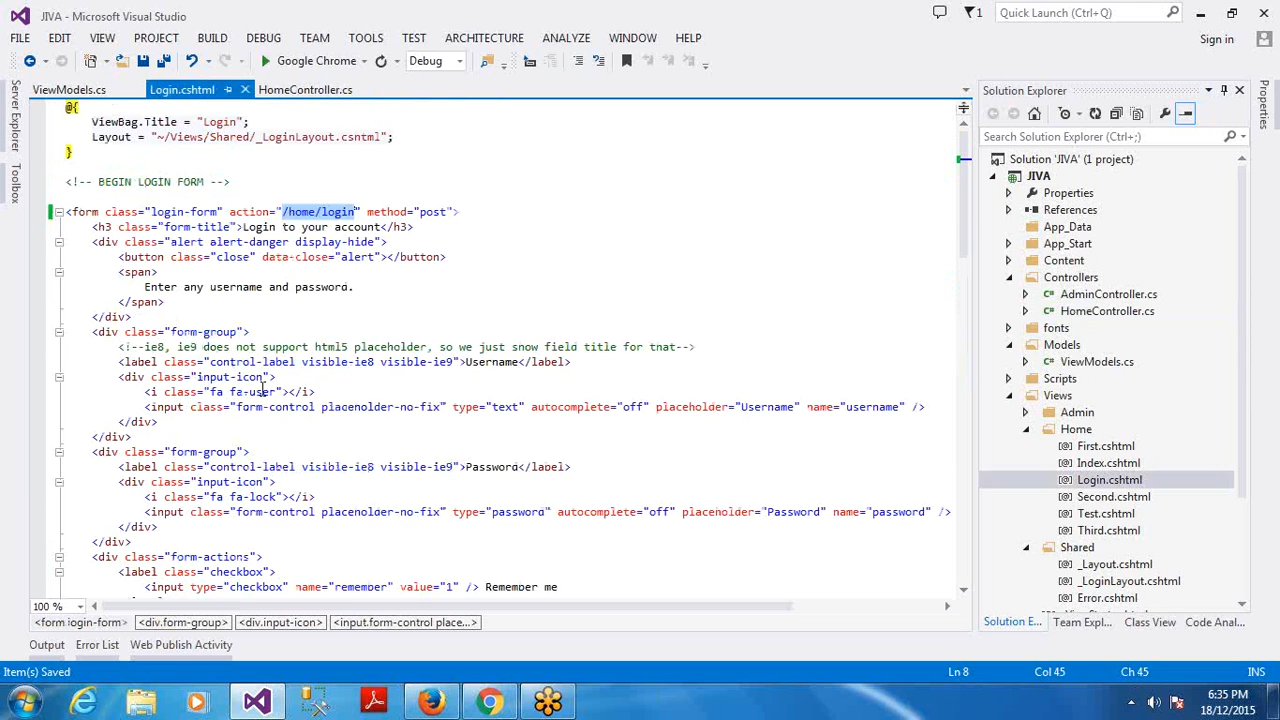 JIVA - Microsoft Visual Studio
1
Quick Launch (Ctrl+Q)
FILE EDIT VIEW PROJECT BUILD DEBUG TEAM TOOLS TEST ARCHITECTURE ANALYZE WINDOW HELP
Sign in
Google Chrome
Debug
Server Explorer
Toolbox
ViewModels.cs
Login.cshtml
HomeController.cs
@{
ViewBag.Title = "Login";
Layout = "~/Views/Shared/_LoginLayout.cshtml";
}
<!-- BEGIN LOGIN FORM -->
<form class="login-form" action="/home/login" method="post">
<h3 class="form-title">Login to your account</h3>
<div class="alert alert-danger display-hide">
<button class="close" data-close="alert"></button>
<span>
Enter any username and password.
</span>
</div>
<div class="form-group">
<!--ie8, ie9 does not support html5 placeholder, so we just show field title for that-->
<label class="control-label visible-ie8 visible-ie9">Username</label>
<div class="input-icon">
<i class="fa fa-user"></i>
<input class="form-control placeholder-no-fix" type="text" autocomplete="off" placeholder="Username" name="username" />
</div>
</div>
<div class="form-group">
<label class="control-label visible-ie8 visible-ie9">Password</label>
<div class="input-icon">
<i class="fa fa-lock"></i>
<input class="form-control placeholder-no-fix" type="password" autocomplete="off" placeholder="Password" name="password" />
</div>
</div>
<div class="form-actions">
<label class="checkbox">
<input type="checkbox" name="remember" value="1" /> Remember me
100 %
<form login-form> <div.form-group> <div.input-icon> <input.form-control place...>
Output Error List Web Publish Activity
Solution Explorer
Search Solution Explorer (Ctrl+;)
Solution 'JIVA' (1 project)
JIVA
Properties
References
App_Data
App_Start
Content
Controllers
AdminController.cs
HomeController.cs
fonts
Models
ViewModels.cs
Scripts
Views
Admin
Home
First.cshtml
Index.cshtml
Login.cshtml
Second.cshtml
Test.cshtml
Third.cshtml
Shared
_Layout.cshtml
_LoginLayout.cshtml
Error.cshtml
Solution E... Team Expl... Class View Code Anal...
Properties
Item(s) Saved
Ln 8
Col 45
Ch 45
INS
6:35 PM
18/12/2015